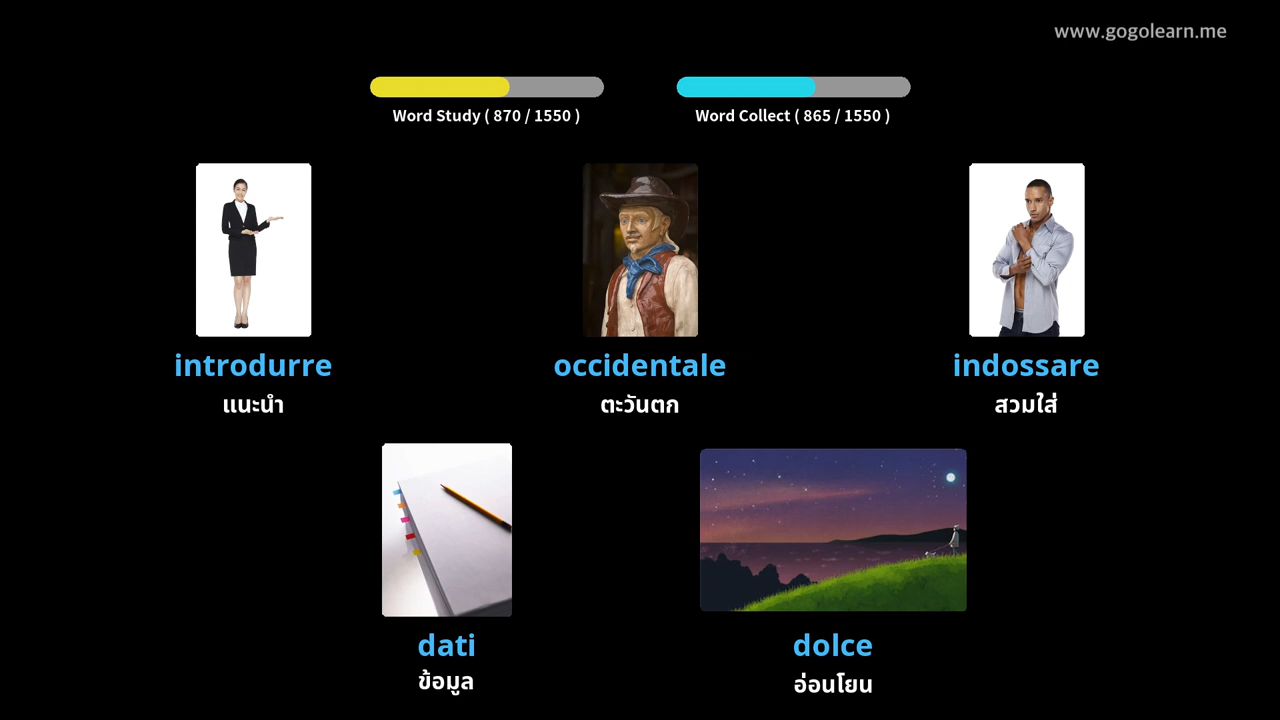 www.gogolearn.me
Word Study ( 870 / 1550 )
Word Collect ( 865 / 1550 )
introdurre
แนะนำ
occidentale
ตะวันตก
indossare
สวมใส่
dati
ข้อมูล
dolce
อ่อนโยน